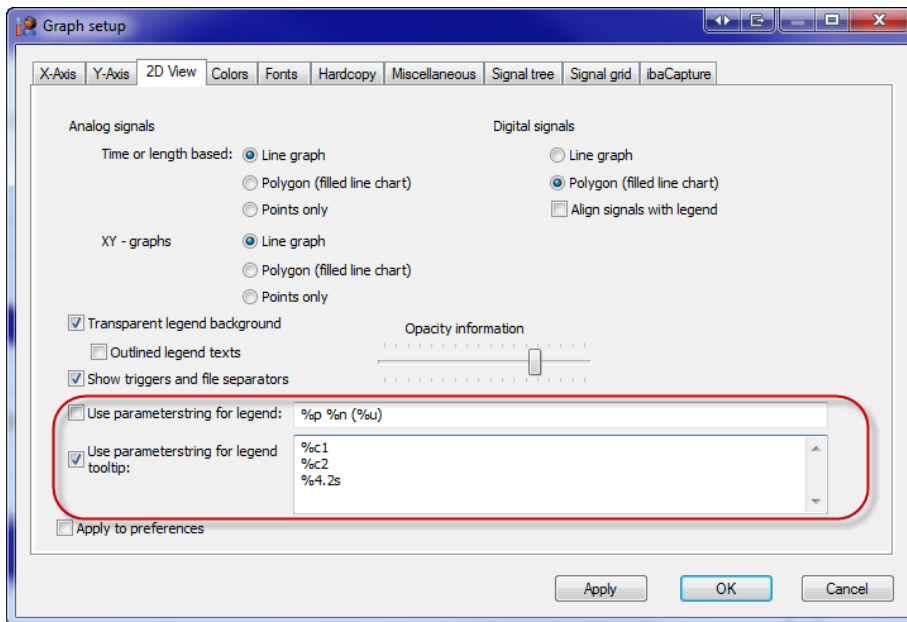 Graph setup
X-Axis Y-Axis 2D View Colors Fonts Hardcopy Miscellaneous Signal tree Signal grid ibaCapture
Analog signals
Digital signals
Time or length based: Line graph
Polygon (filled line chart)
Points only
Line graph
Polygon (filled line chart)
Align signals with legend
XY - graphs Line graph
Polygon (filled line chart)
Points only
Transparent legend background
Outlined legend texts
Show triggers and file separators
Opacity information
Use parameterstring for legend: %p %n (%u)
Use parameterstring for legend
tooltip:
%c1
%c2
%4.2s
Apply to preferences
Apply OK Cancel